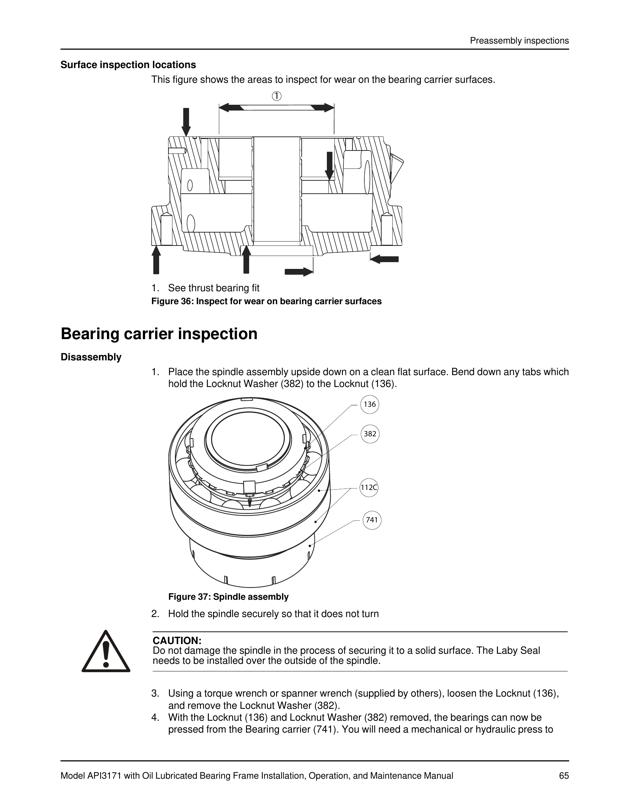 Preassembly inspections
Surface inspection locations
This figure shows the areas to inspect for wear on the bearing carrier surfaces.
①
1. See thrust bearing fit
Figure 36: Inspect for wear on bearing carrier surfaces
Bearing carrier inspection
Disassembly
1. Place the spindle assembly upside down on a clean flat surface. Bend down any tabs which
hold the Locknut Washer (382) to the Locknut (136).
136
382
112C
741
Figure 37: Spindle assembly
2. Hold the spindle securely so that it does not turn
CAUTION:
Do not damage the spindle in the process of securing it to a solid surface. The Laby Seal
needs to be installed over the outside of the spindle.
3. Using a torque wrench or spanner wrench (supplied by others), loosen the Locknut (136),
and remove the Locknut Washer (382).
4. With the Locknut (136) and Locknut Washer (382) removed, the bearings can now be
pressed from the Bearing carrier (741). You will need a mechanical or hydraulic press to
Model API3171 with Oil Lubricated Bearing Frame Installation, Operation, and Maintenance Manual 65